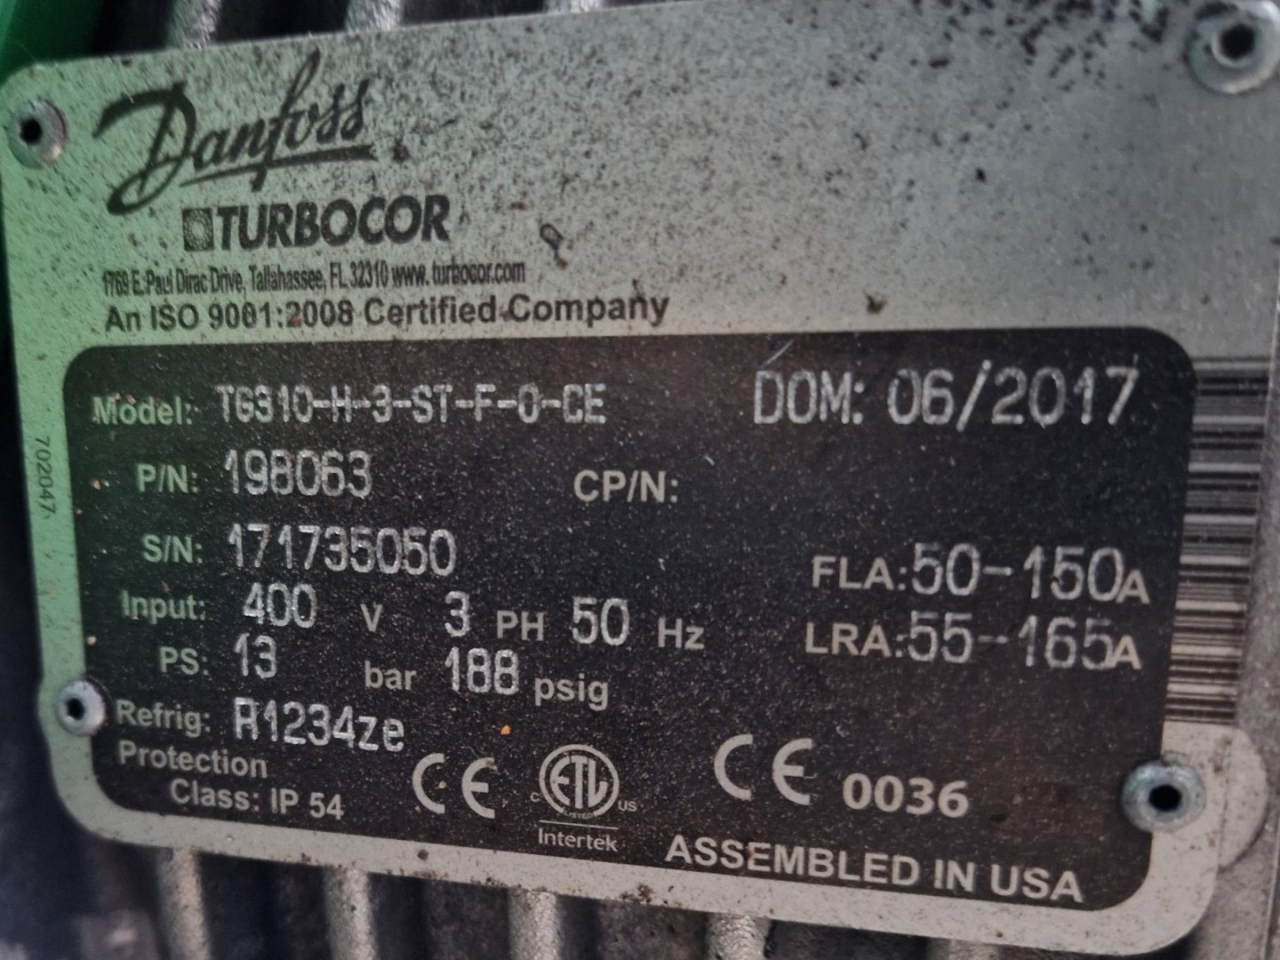 Danfoss
TURBOCOR
1769 E. Paul Dirac Drive, Tallahassee, FL 32310 www. turbocor.com
An ISO 9001:2008 Certified Company
Model: TG310-H-3-ST-F-0-CE DOM: 06/2017
P/N: 198063 CP/N:
S/N: 171735050 FLA: 50-150A
Input: 400 V 3 PH 50 Hz LRA: 55-165A
PS: 13 bar 188 psig
Refrig: R1234ze
Protection
Class: IP 54
CE
C ETL US
LISTED
Intertek
CE 0036
ASSEMBLED IN USA
702047